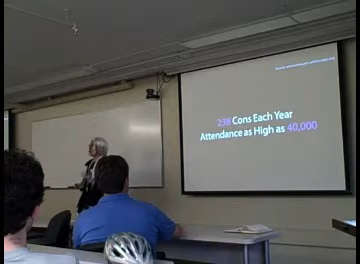 238 Cons Each Year
Attendance as High as 40,000